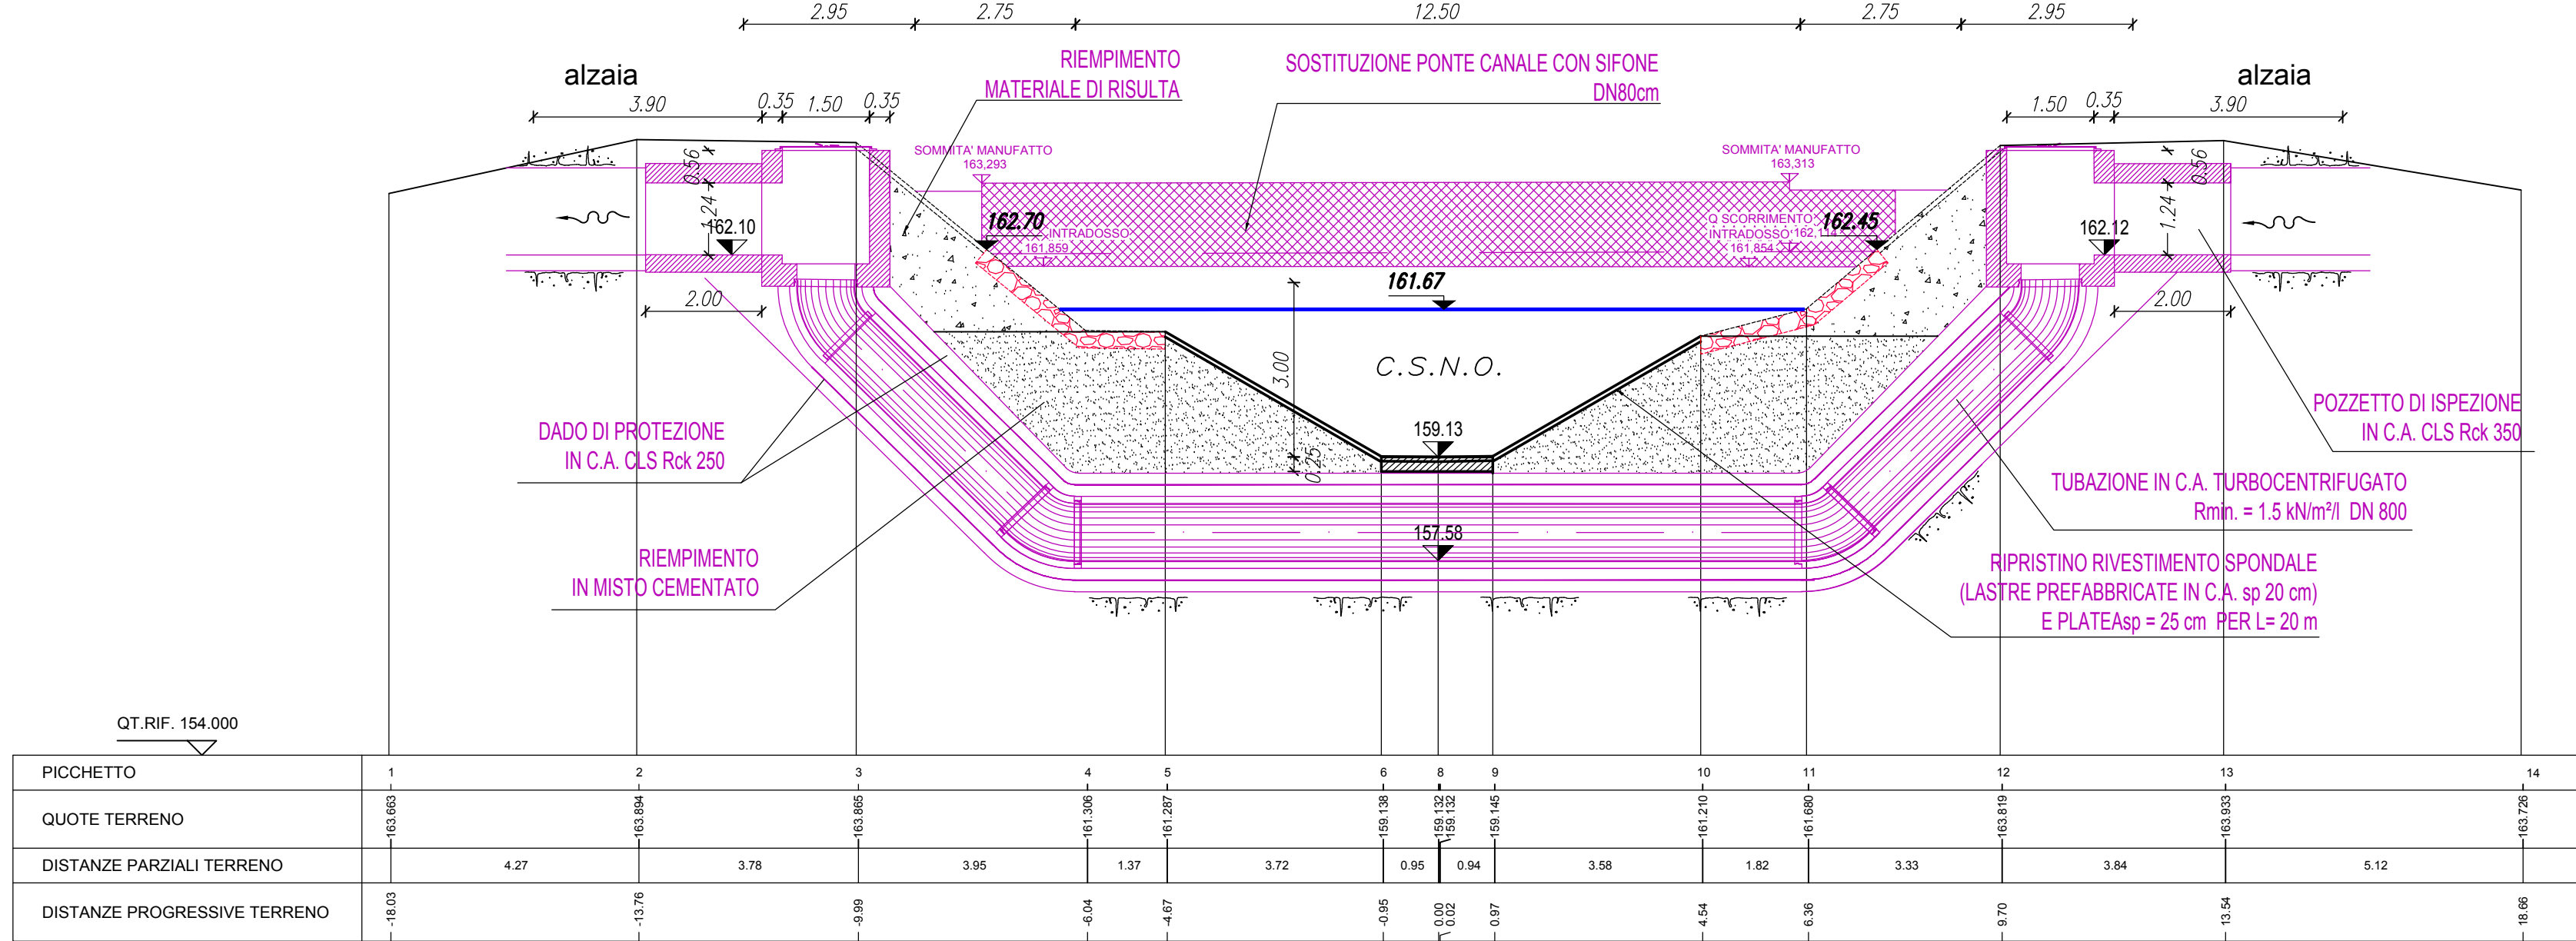 2.95 2.75 12.50 2.75 2.95
RIEMPIMENTO
MATERIALE DI RISULTA
SOSTITUZIONE PONTE CANALE CON SIFONE
DN80cm
alzaia
alzaia
3.90 0.35 1.50 0.35
1.50 0.35 3.90
SOMMITA' MANUFATTO
163,293
SOMMITA' MANUFATTO
163,313
0.56
1.24
162.10
162.70
INTRADOSSO
161,859
Q SCORRIMENTO
162,1
INTRADOSSO
161,854
162.45
0.56
1.24
162.12
161.67
2.00
2.00
3.00
C.S.N.O.
159.13
0.25
157.58
DADO DI PROTEZIONE
IN C.A. CLS Rck 250
RIEMPIMENTO
IN MISTO CEMENTATO
POZZETTO DI ISPEZIONE
IN C.A. CLS Rck 350
TUBAZIONE IN C.A. TURBOCENTRIFUGATO
Rmin. = 1.5 kN/m²/l DN 800
RIPRISTINO RIVESTIMENTO SPONDALE
(LASTRE PREFABBRICATE IN C.A. sp 20 cm)
E PLATEAsp = 25 cm PER L= 20 m
QT.RIF. 154.000
PICCHETTO 1 2 3 4 5 6 8 9 10 11 12 13 14
QUOTE TERRENO 163.663 163.894 163.865 161.306 161.287 159.138 159.132 159.132 159.145 161.210 161.680 163.819 163.933 163.726
DISTANZE PARZIALI TERRENO 4.27 3.78 3.95 1.37 3.72 0.95 0.94 3.58 1.82 3.33 3.84 5.12
DISTANZE PROGRESSIVE TERRENO -18.03 -13.76 -9.99 -6.04 -4.67 -0.95 0.00 0.02 0.97 4.54 6.36 9.70 13.54 18.66